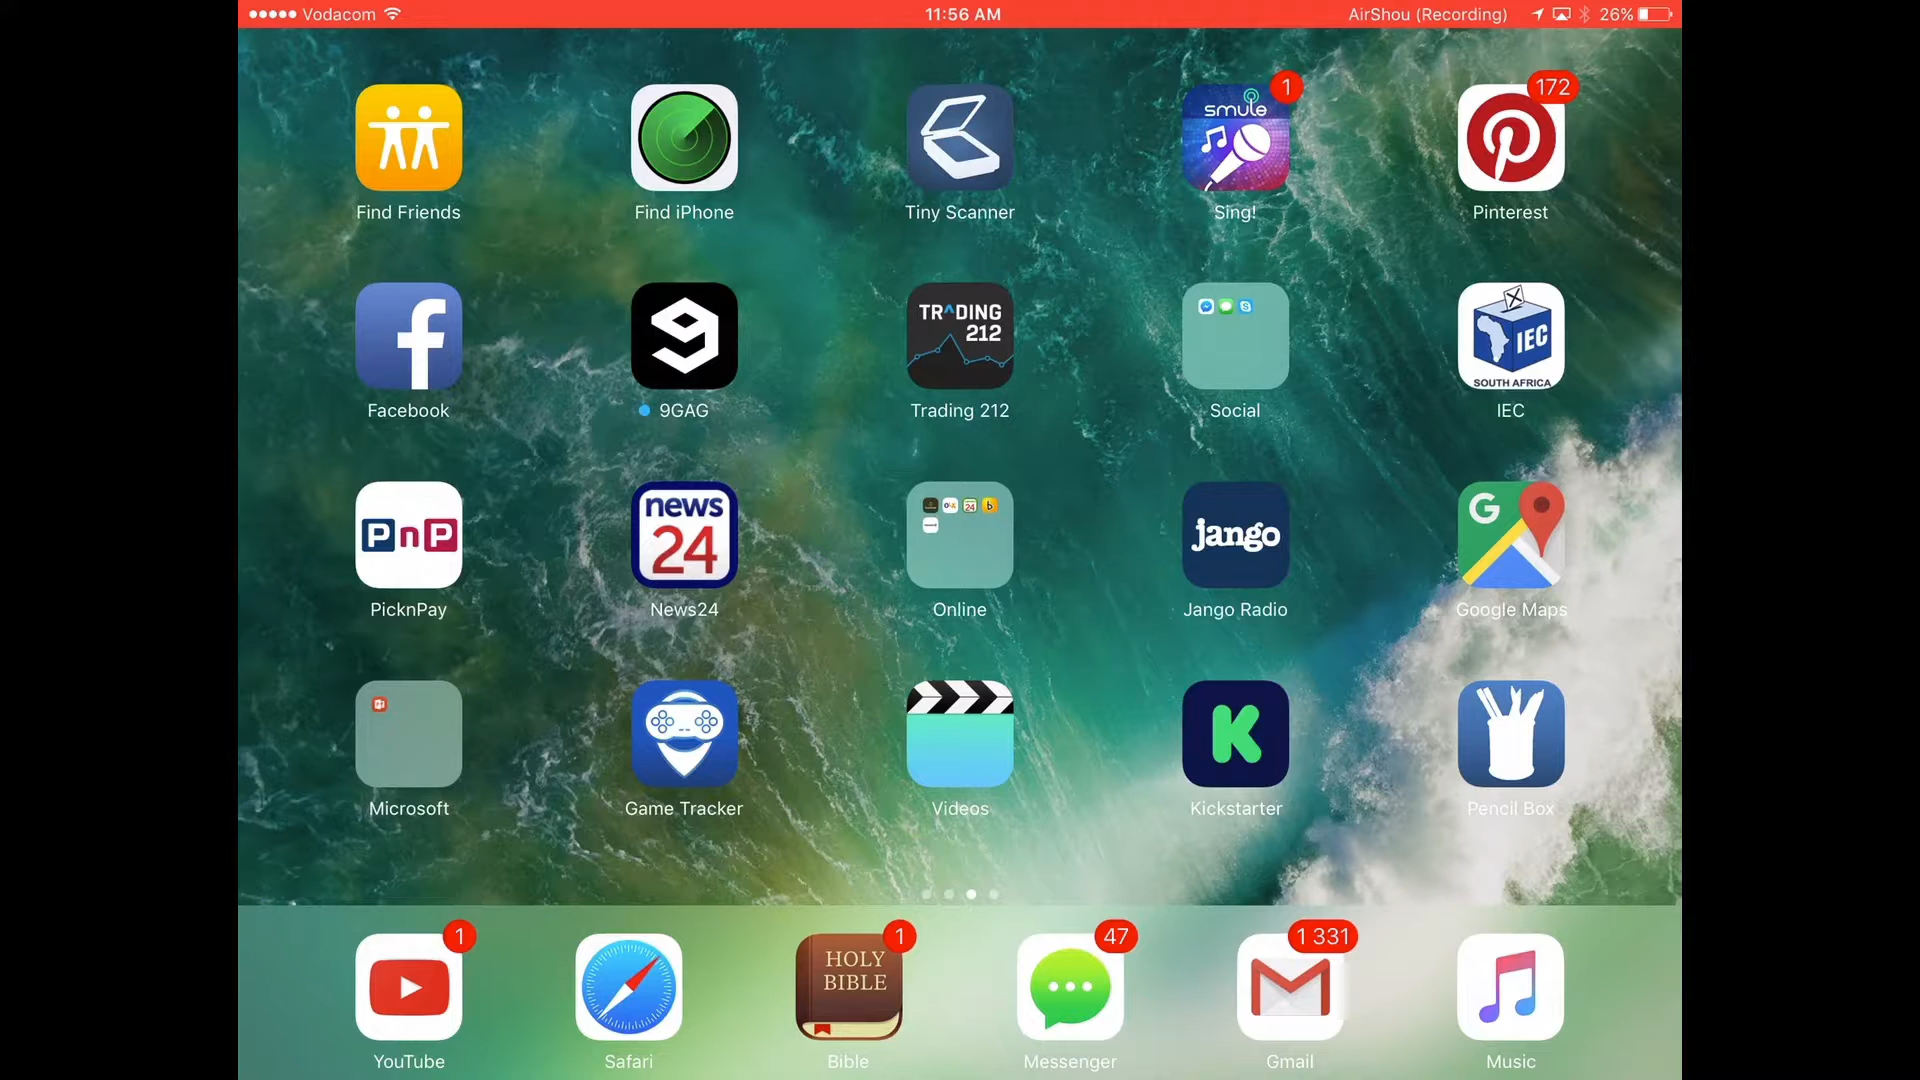 Vodacom 11:56 AM AirShou (Recording) 26%
1 172
smule
Find Friends Find iPhone Tiny Scanner Sing! Pinterest
TR^DING
212
IEC
SOUTH AFRICA
Facebook 9GAG Trading 212 Social IEC
PnP news
24 jango G
24 b
PicknPay News24 Online Jango Radio Google Maps
K
Microsoft Game Tracker Videos Kickstarter Pencil Box
1 1 47 1 331
HOLY
BIBLE
YouTube Safari Bible Messenger Gmail Music